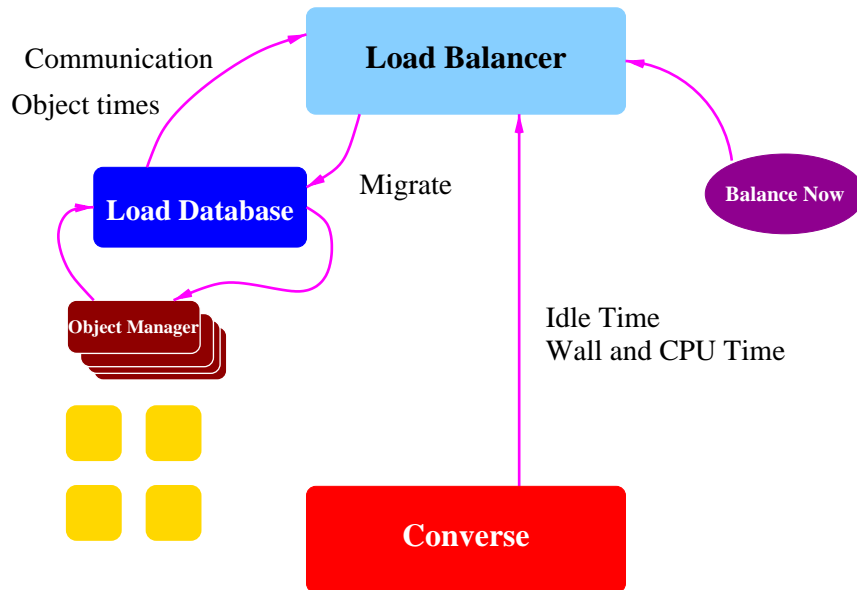 Communication
Object times
Load Balancer
Migrate
Load Database
Balance Now
Object Manager
Idle Time
Wall and CPU Time
Converse